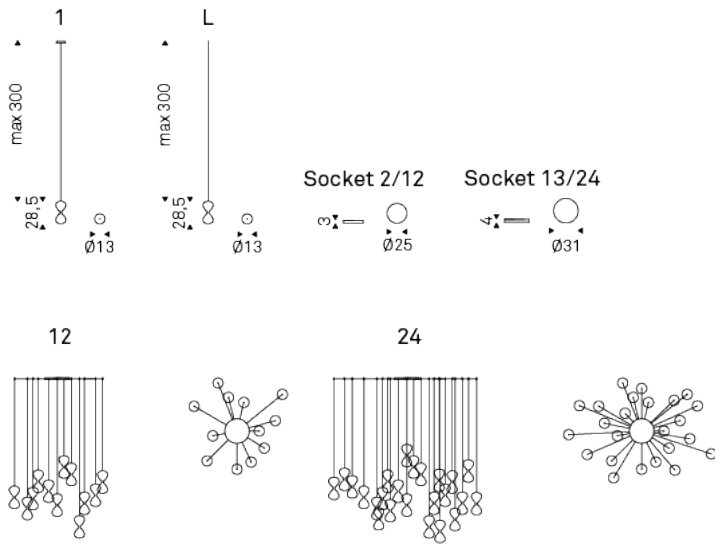 1
max 300
28,5
Ø13
L
max 300
28,5
Ø13
Socket 2/12
3
Ø25
Socket 13/24
4
Ø31
12
24